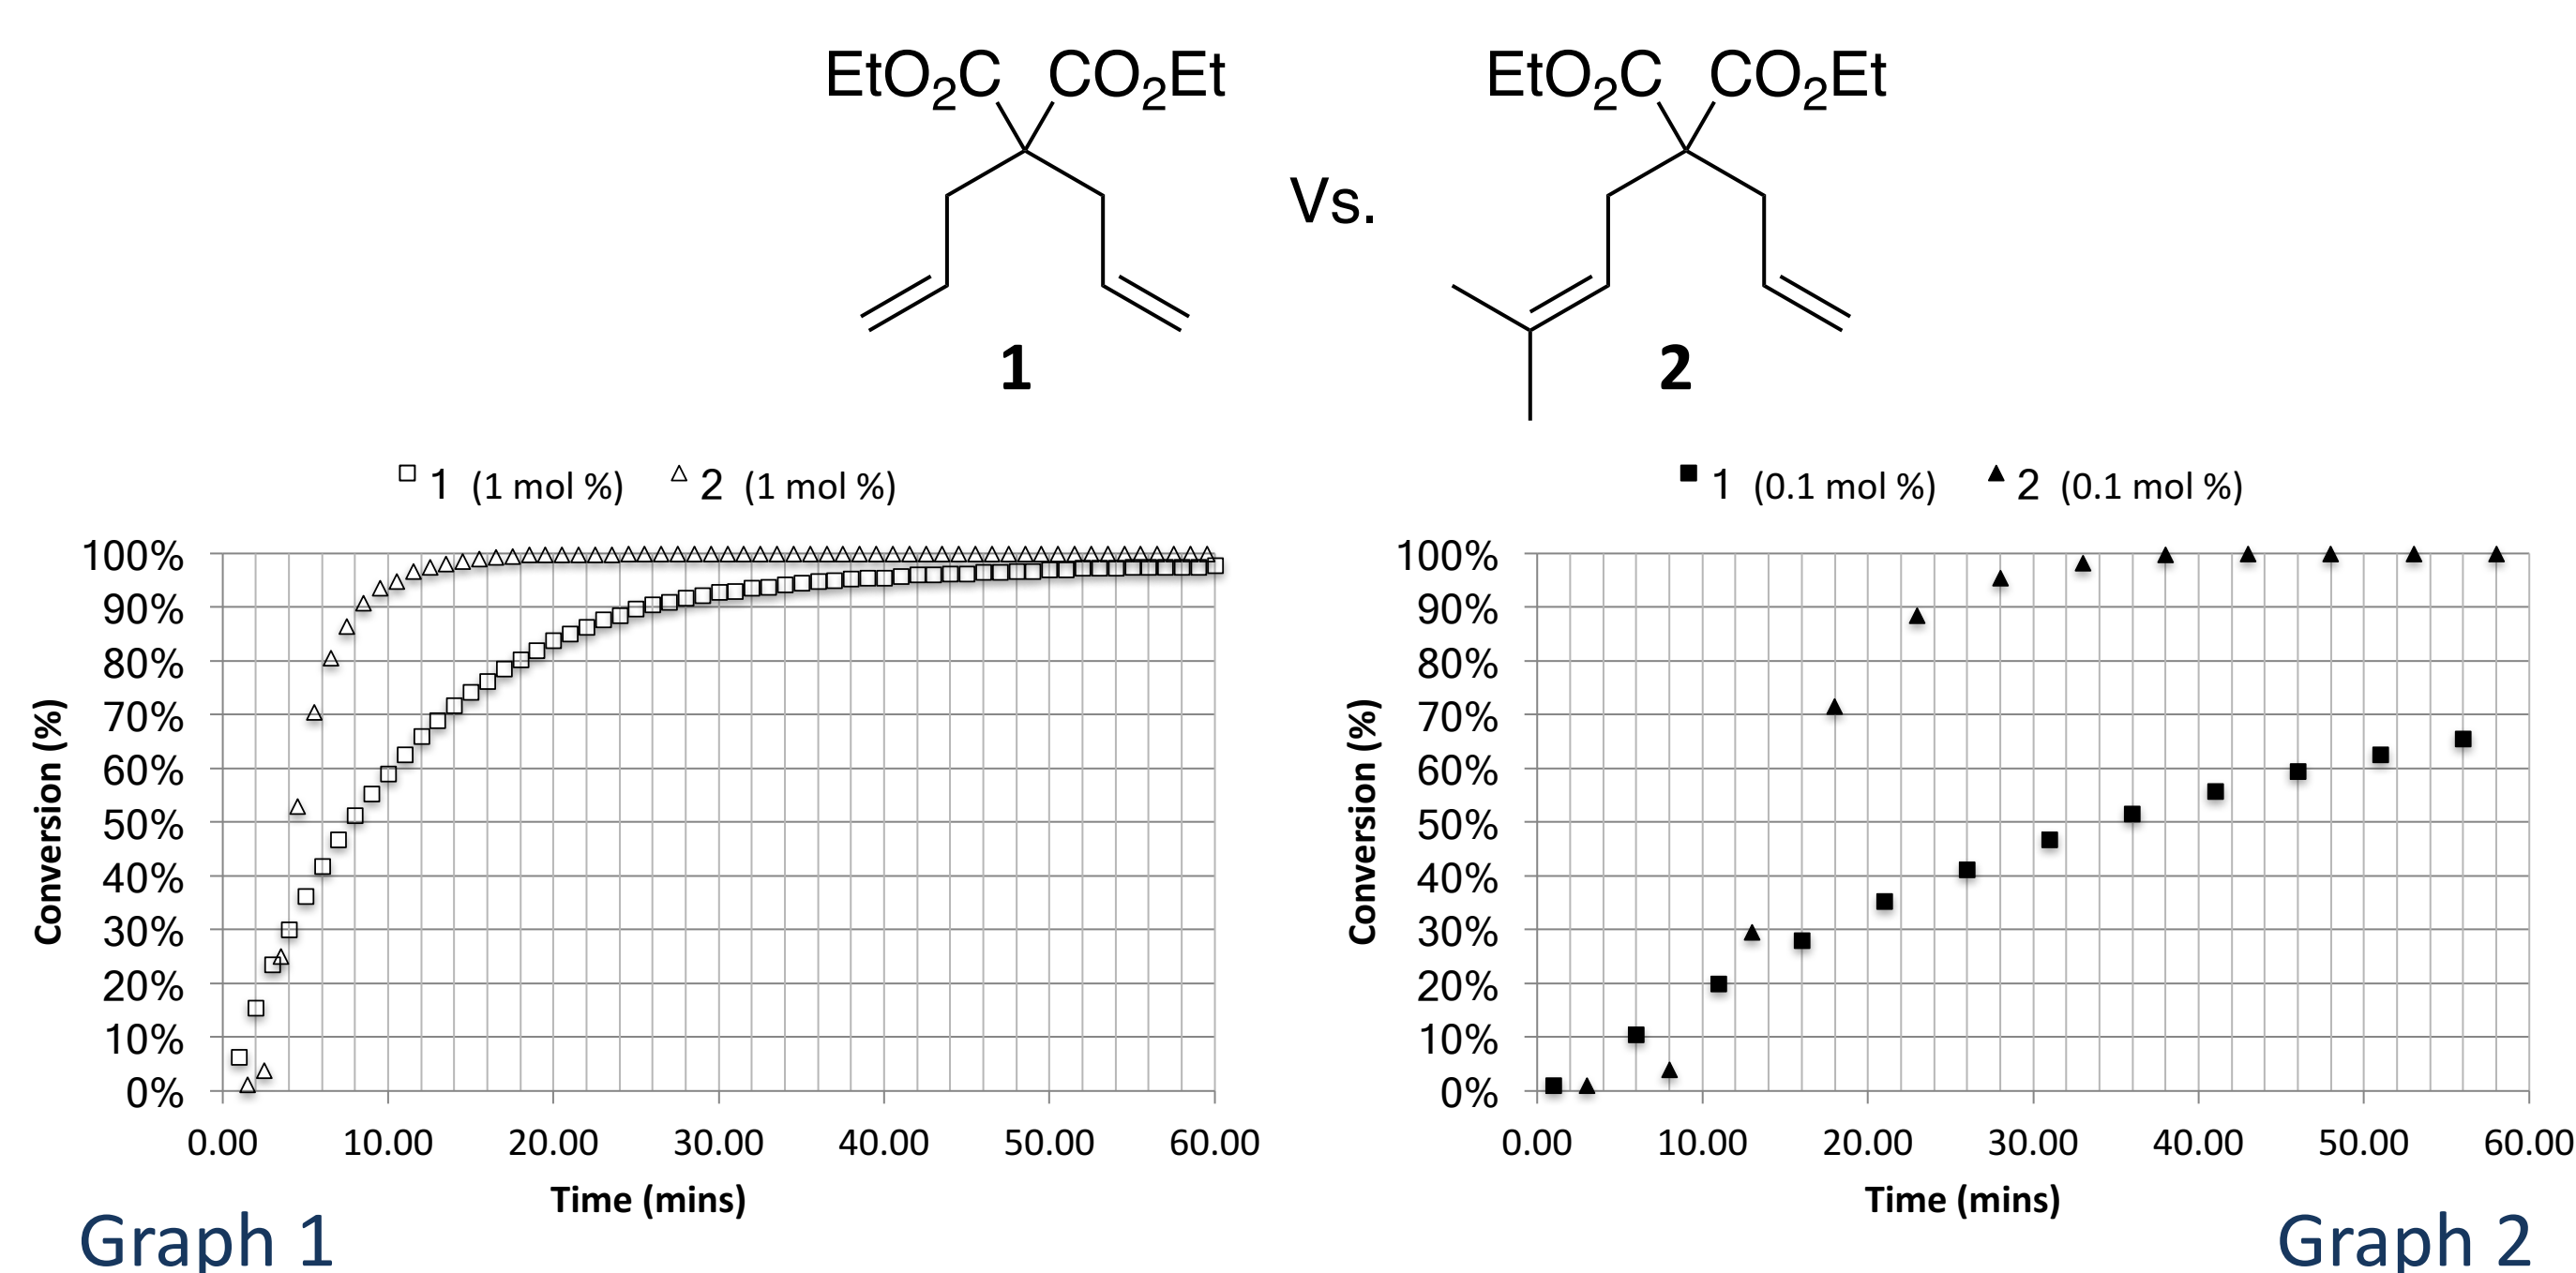 EtO2C CO2Et
EtO2C CO2Et
Vs.
1
2
1 (1 mol %) 2 (1 mol %)
100%
90%
80%
70%
60%
50%
40%
30%
20%
10%
0%
Conversion (%)
0.00 10.00 20.00 30.00 40.00 50.00 60.00
Time (mins)
Graph 1
1 (0.1 mol %) 2 (0.1 mol %)
100%
90%
80%
70%
60%
50%
40%
30%
20%
10%
0%
Conversion (%)
0.00 10.00 20.00 30.00 40.00 50.00 60.00
Time (mins)
Graph 2